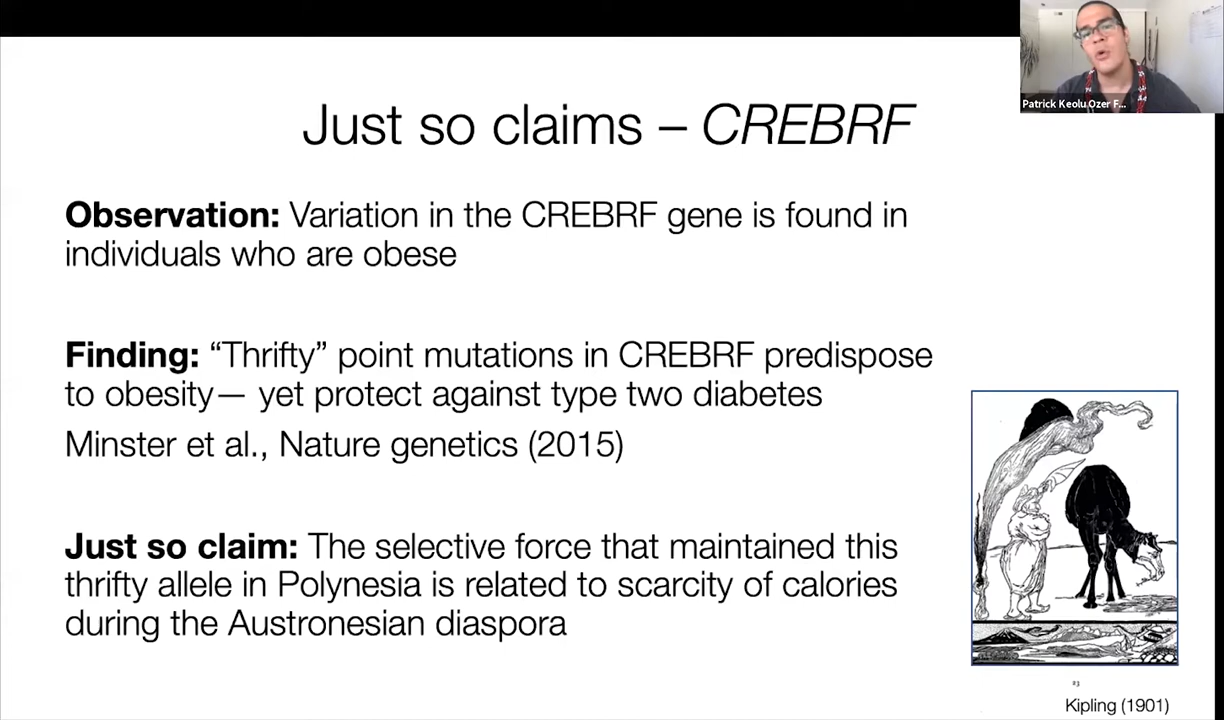 Patrick Keolu Ozer F...
Just so claims – CREBRF
Observation: Variation in the CREBRF gene is found in
individuals who are obese
Finding: “Thrifty” point mutations in CREBRF predispose
to obesity— yet protect against type two diabetes
Minster et al., Nature genetics (2015)
Just so claim: The selective force that maintained this
thrifty allele in Polynesia is related to scarcity of calories
during the Austronesian diaspora
23
Kipling (1901)